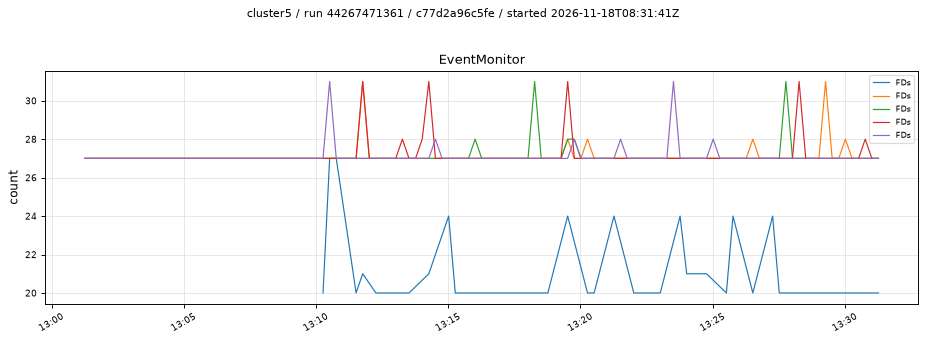 cluster5 / run 44267471361 / c77d2a96c5fe / started 2026-11-18T08:31:41Z
EventMonitor
FDs
FDs
FDs
FDs
FDs
count
30
28
26
24
22
20
13:00
13:05
13:10
13:15
13:20
13:25
13:30